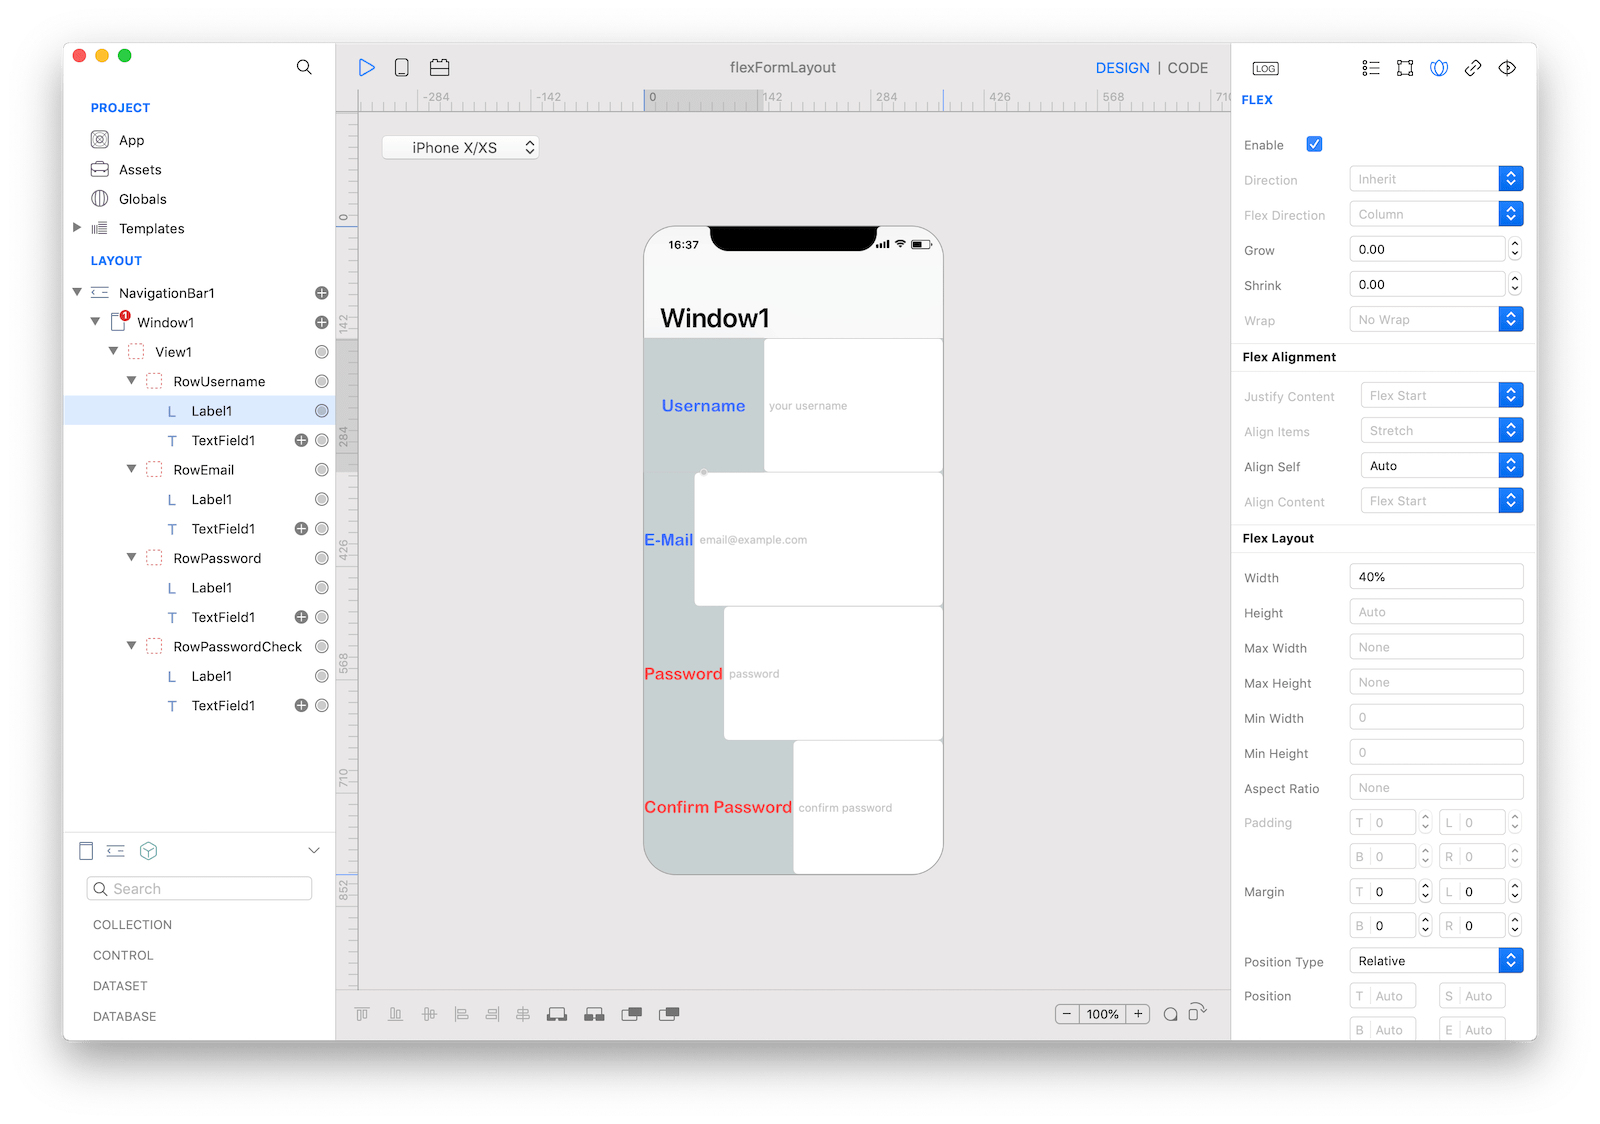 flexFormLayout
DESIGN | CODE
LOG
PROJECT
App
Assets
Globals
Templates
LAYOUT
NavigationBar1
1
Window1
View1
RowUsername
L Label1
T TextField1
RowEmail
L Label1
T TextField1
RowPassword
L Label1
T TextField1
RowPasswordCheck
L Label1
T TextField1
Search
COLLECTION
CONTROL
DATASET
DATABASE
-284 -142 0 142 284 426 568 710
0
142
284
426
568
710
852
iPhone X/XS
16:37
Window1
Username your username
E-Mail email@example.com
Password password
Confirm Password confirm password
− 100% +
FLEX
Enable
Direction Inherit
Flex Direction Column
Grow 0.00
Shrink 0.00
Wrap No Wrap
Flex Alignment
Justify Content Flex Start
Align Items Stretch
Align Self Auto
Align Content Flex Start
Flex Layout
Width 40%
Height Auto
Max Width None
Max Height None
Min Width 0
Min Height 0
Aspect Ratio None
Padding T 0 L 0
B 0 R 0
Margin T 0 L 0
B 0 R 0
Position Type Relative
Position T Auto S Auto
B Auto E Auto